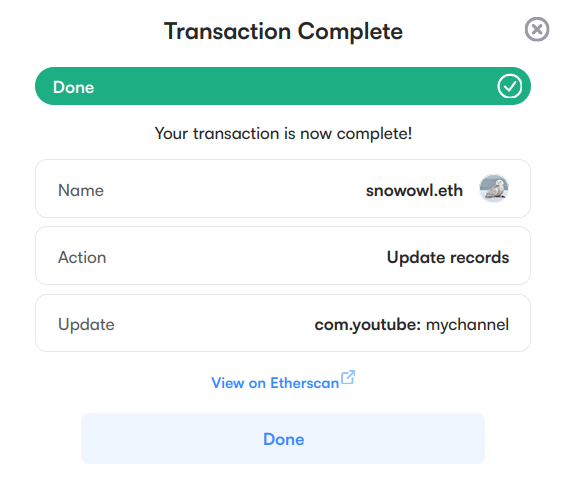 Transaction Complete
Done
Your transaction is now complete!
Name snowowl.eth
Action Update records
Update com.youtube: mychannel
View on Etherscan
Done